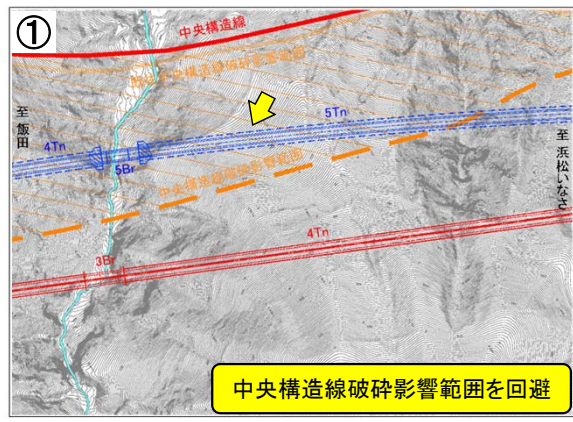 ①
中央構造線
中央構造線破砕影響範囲
至 飯田
4Tn
5Br
5Tn
至 浜松いなさ
中央構造線破砕影響範囲
3Br
4Tn
中央構造線破砕影響範囲を回避